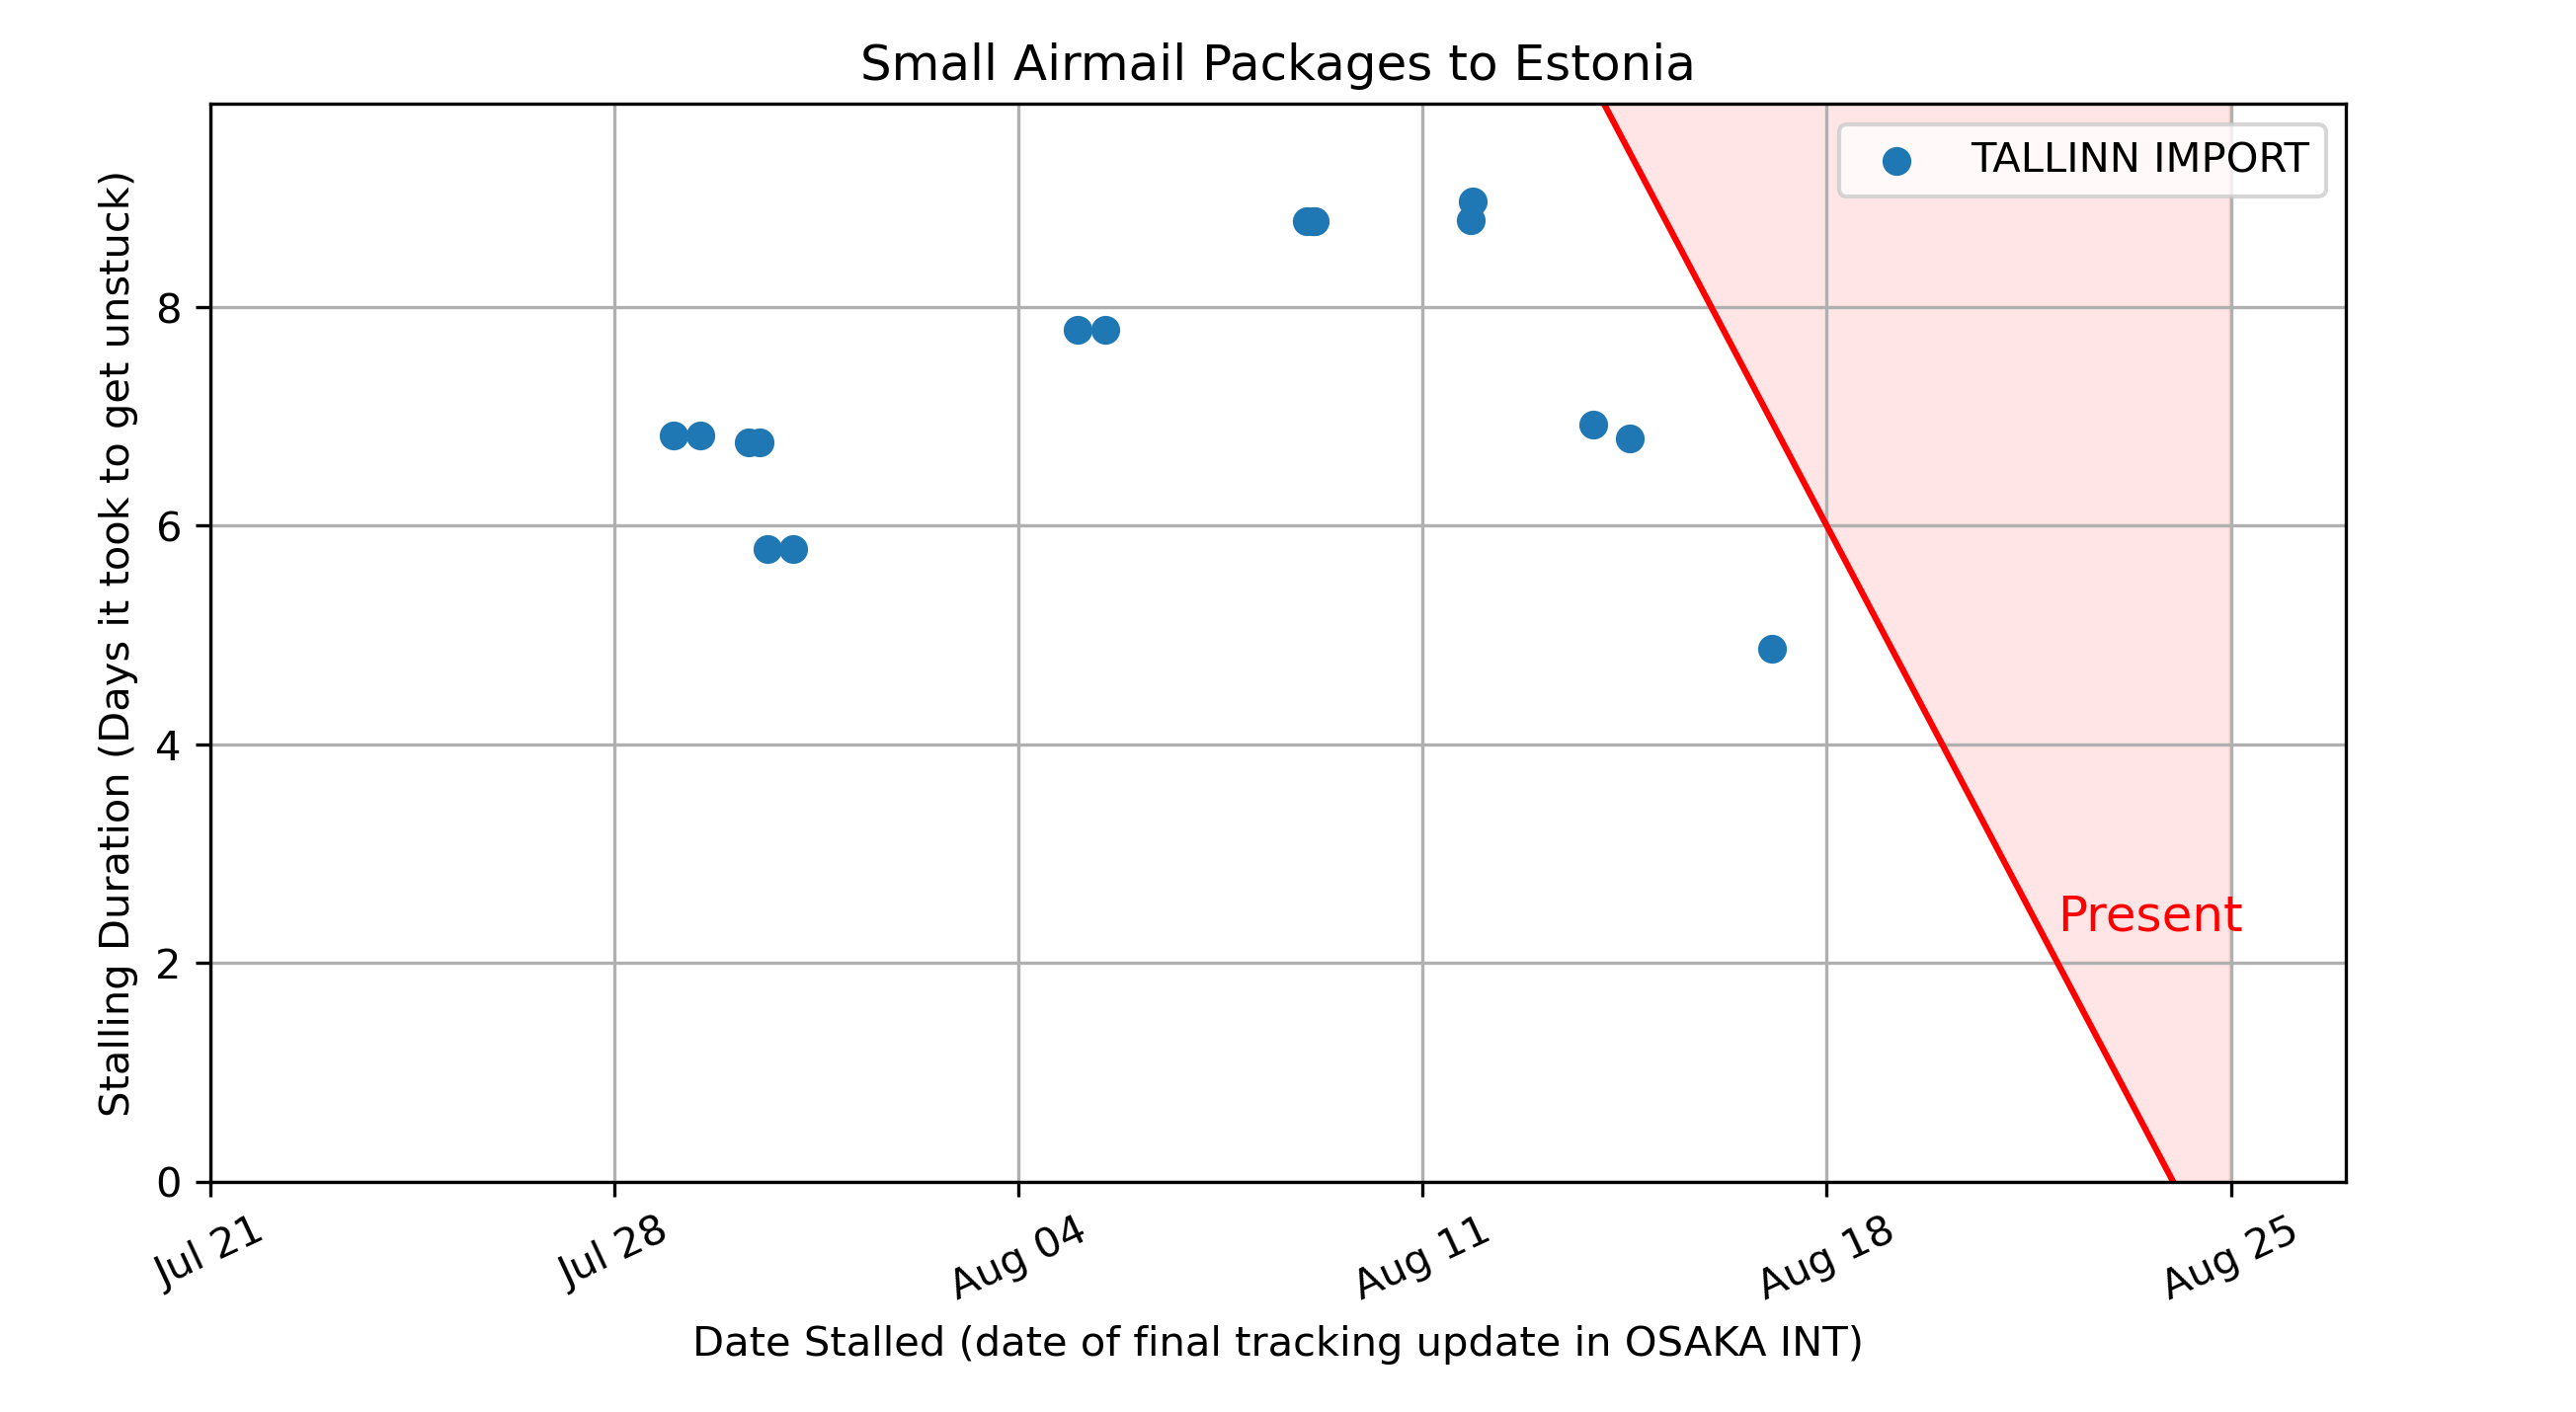 Small Airmail Packages to Estonia
TALLINN IMPORT
Stalling Duration (Days it took to get unstuck)
8
6
4
2
0
Present
Jul 21
Jul 28
Aug 04
Aug 11
Aug 18
Aug 25
Date Stalled (date of final tracking update in OSAKA INT)